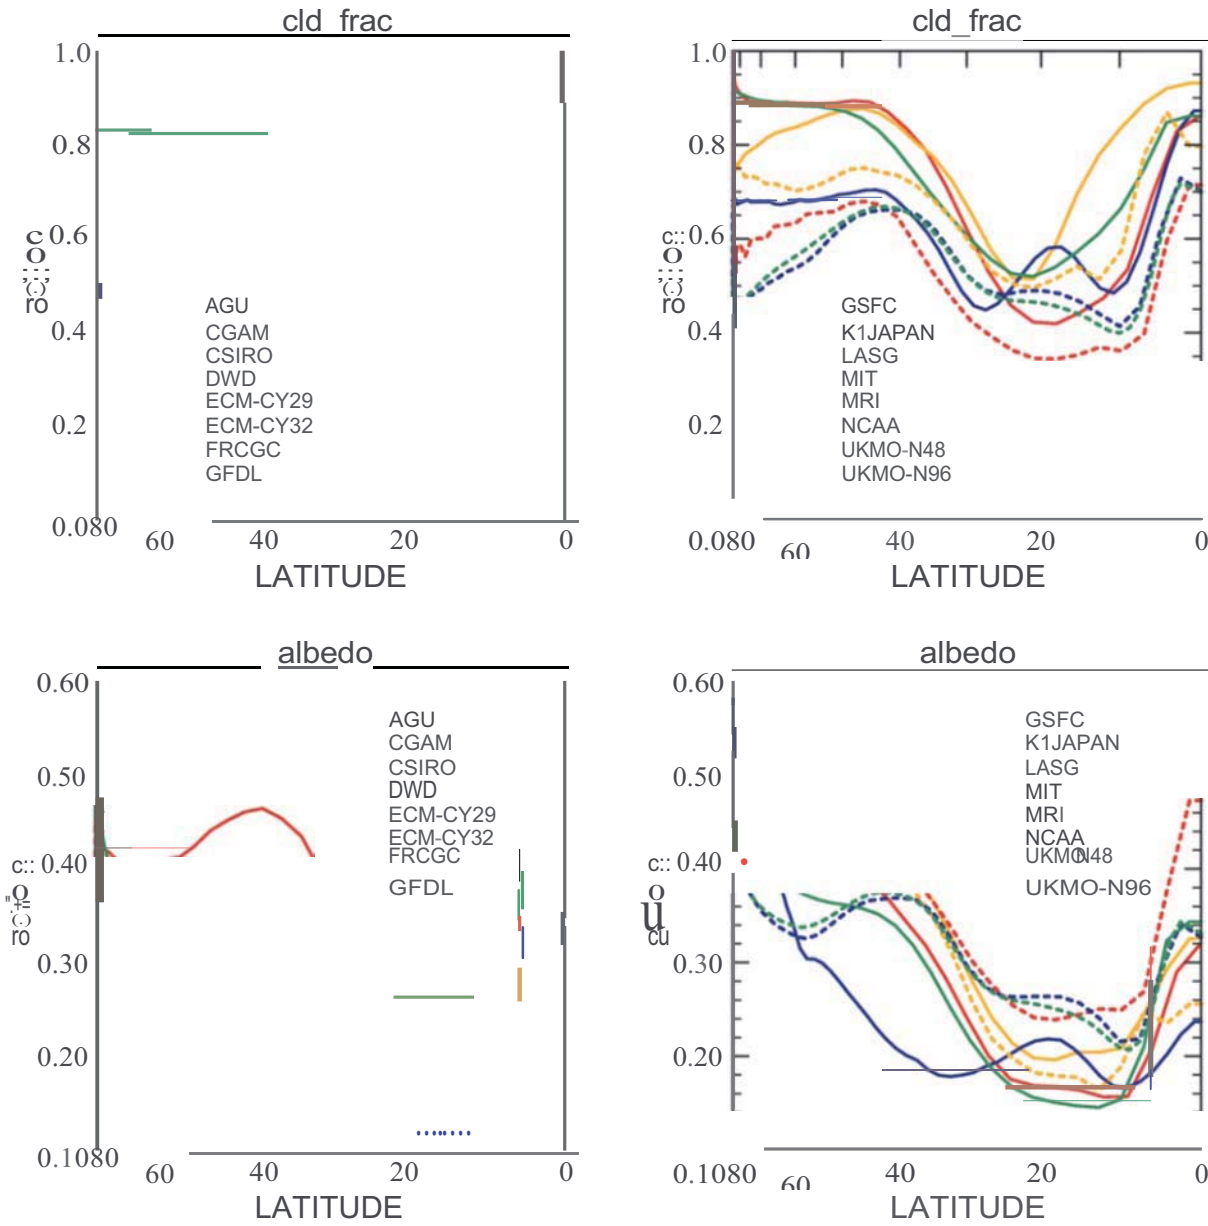 cld_frac
1.0
0.8
0.6
0.4
0.2
0.080
60
40
20
0
LATITUDE
AGU
CGAM
CSIRO
DWD
ECM-CY29
ECM-CY32
FRCGC
GFDL
cld_frac
1.0
0.8
0.6
0.4
0.2
0.080
60
40
20
0
LATITUDE
GSFC
K1JAPAN
LASG
MIT
MRI
NCAA
UKMO-N48
UKMO-N96
albedo
0.60
0.50
0.40
0.30
0.20
0.1080
60
40
20
0
LATITUDE
AGU
CGAM
CSIRO
DWD
ECM-CY29
ECM-CY32
FRCGC
GFDL
albedo
0.60
0.50
0.40
0.30
0.20
0.1080
60
40
20
0
LATITUDE
GSFC
K1JAPAN
LASG
MIT
MRI
NCAA
UKMON48
UKMO-N96